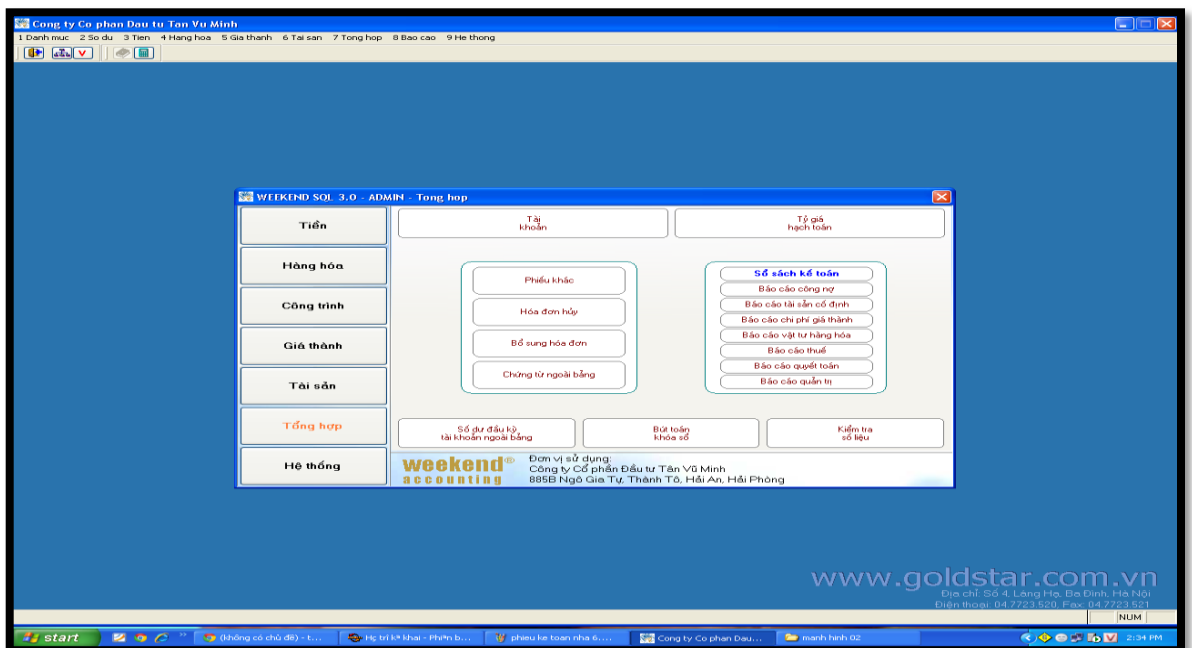 Cong ty Co phan Dau tu Tan Vu Minh
1 Danh muc 2 So du 3 Tien 4 Hang hoa 5 Gia thanh 6 Tai san 7 Tong hop 8 Bao cao 9 He thong
WEEKEND SQL 3.0 - ADMIN - Tong hop
Tiền
Hàng hóa
Công trình
Giá thành
Tài sản
Tổng hợp
Hệ thống
Tài
khoản
Tỷ giá
hạch toán
Phiếu khác
Hóa đơn hủy
Bổ sung hóa đơn
Chứng từ ngoài bảng
Sổ sách kế toán
Báo cáo công nợ
Báo cáo tài sản cố định
Báo cáo chi phí giá thành
Báo cáo vật tư hàng hóa
Báo cáo thuế
Báo cáo quyết toán
Báo cáo quản trị
Số dư đầu kỳ
tài khoản ngoài bảng
Bút toán
khóa sổ
Kiểm tra
số liệu
weekend®
accounting
Đơn vị sử dụng:
Công ty Cổ phần Đầu tư Tân Vũ Minh
885B Ngô Gia Tự, Thành Tô, Hải An, Hải Phòng
www.goldstar.com.vn
Địa chỉ: Số 4, Láng Hạ, Ba Đình, Hà Nội
Điện thoại: 04.7723.520, Fax: 04.7723.521
NUM
start
(không có chủ đề) - t...
Hç trî kª khai - Phiªn b...
phieu ke toan nha 6....
Cong ty Co phan Dau...
manh hinh 02
2:34 PM